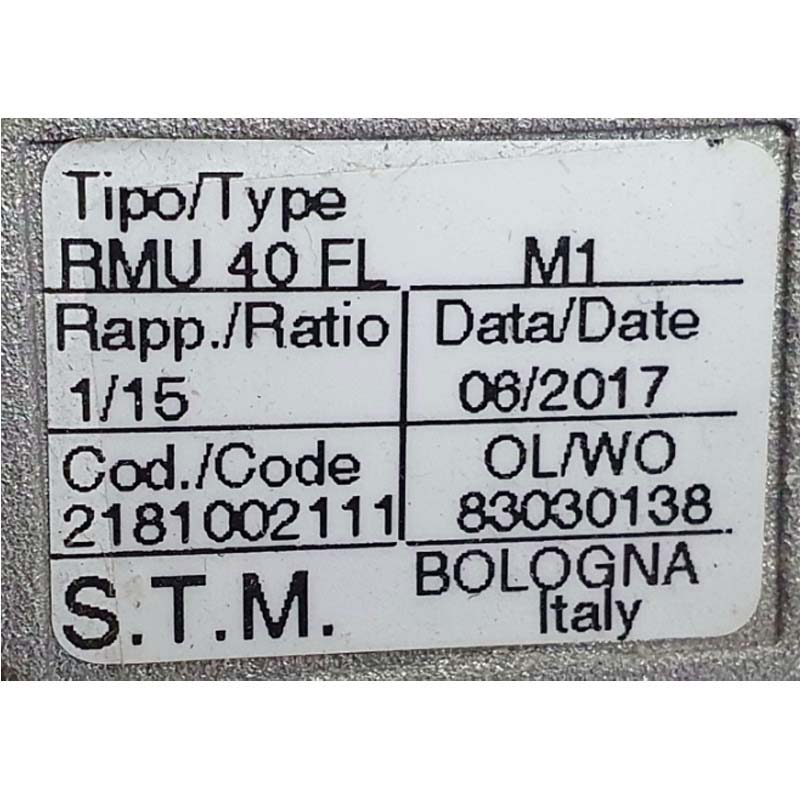 Tipo/Type
RMU 40 FL M1
Rapp./Ratio Data/Date
1/15 06/2017
Cod./Code OL/WO
2181002111 83030138
S.T.M. BOLOGNA
Italy